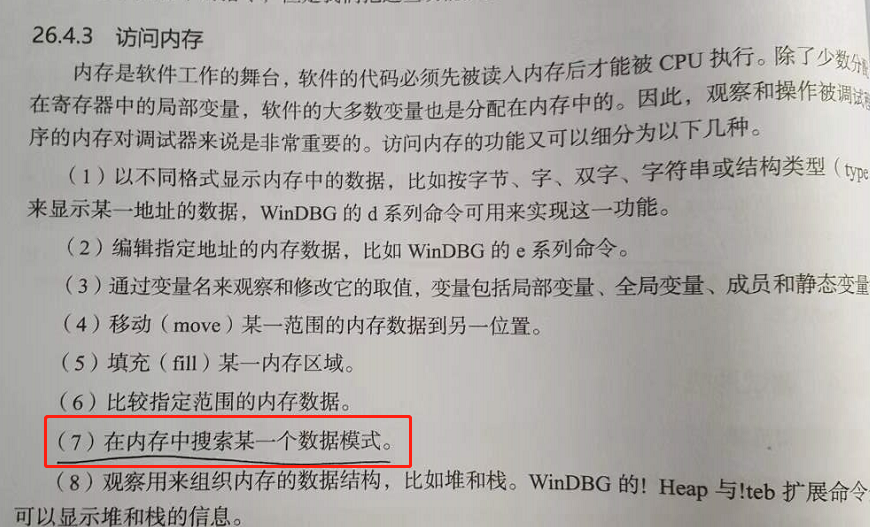 26.4.3 访问内存
内存是软件工作的舞台，软件的代码必须先被读入内存后才能被 CPU 执行。除了少数分配
在寄存器中的局部变量，软件的大多数变量也是分配在内存中的。因此，观察和操作被调试程
序的内存对调试器来说是非常重要的。访问内存的功能又可以细分为以下几种。
（1）以不同格式显示内存中的数据，比如按字节、字、双字、字符串或结构类型（type
来显示某一地址的数据，WinDBG 的 d 系列命令可用来实现这一功能。
（2）编辑指定地址的内存数据，比如 WinDBG 的 e 系列命令。
（3）通过变量名来观察和修改它的取值，变量包括局部变量、全局变量、成员和静态变量
（4）移动（move）某一范围的内存数据到另一位置。
（5）填充（fill）某一内存区域。
（6）比较指定范围的内存数据。
（7）在内存中搜索某一个数据模式。
（8）观察用来组织内存的数据结构，比如堆和栈。WinDBG 的! Heap 与!teb 扩展命令
可以显示堆和栈的信息。